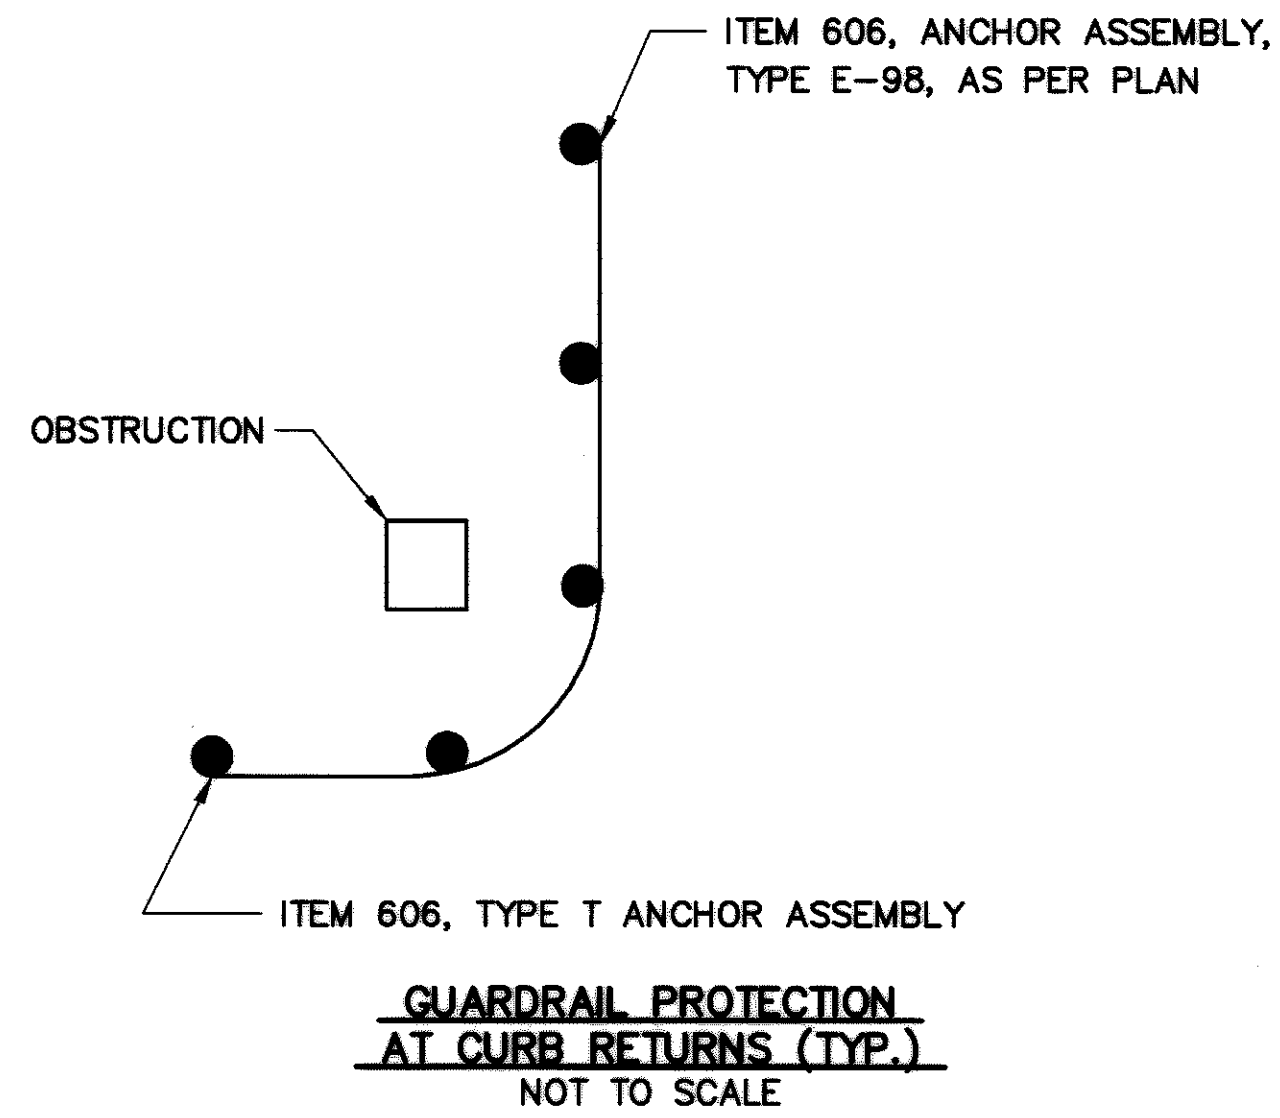 ITEM 606, ANCHOR ASSEMBLY,
TYPE E-98, AS PER PLAN
OBSTRUCTION
ITEM 606, TYPE T ANCHOR ASSEMBLY
GUARDRAIL PROTECTION
AT CURB RETURNS (TYP.)
NOT TO SCALE